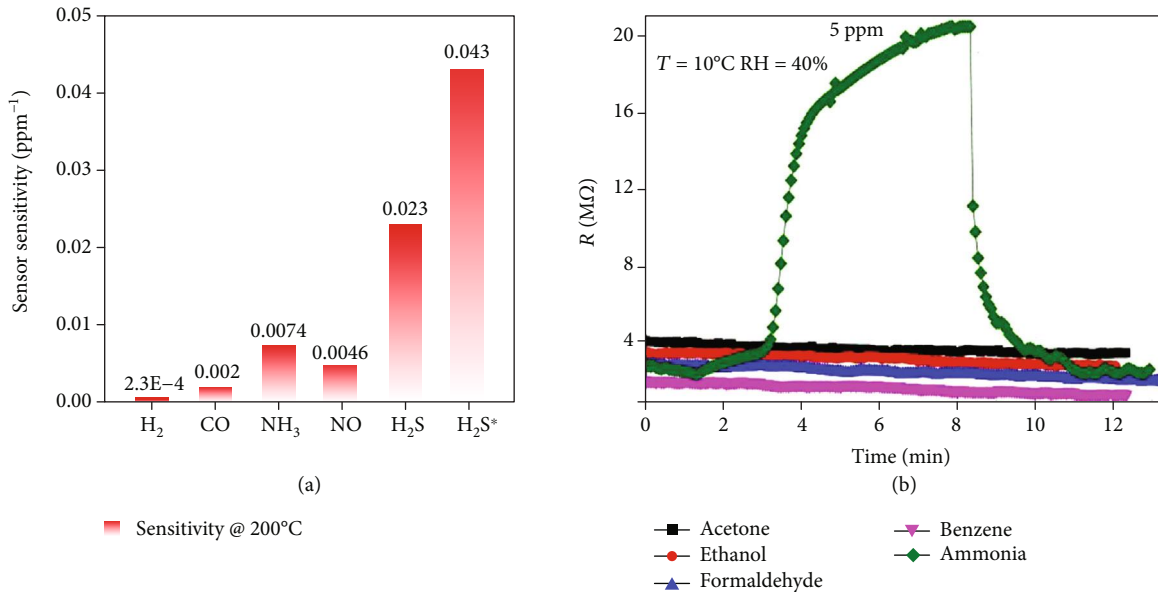 0.05
0.04
0.03
0.02
0.01
0.00
Sensor sensitivity (ppm⁻¹)
2.3E−4
0.002
0.0074
0.0046
0.023
0.043
H₂
CO
NH₃
NO
H₂S
H₂S*
(a)
Sensitivity @ 200°C
20
16
12
8
4
R (MΩ)
5 ppm
T = 10°C RH = 40%
0
2
4
6
8
10
12
Time (min)
(b)
Acetone
Ethanol
Formaldehyde
Benzene
Ammonia